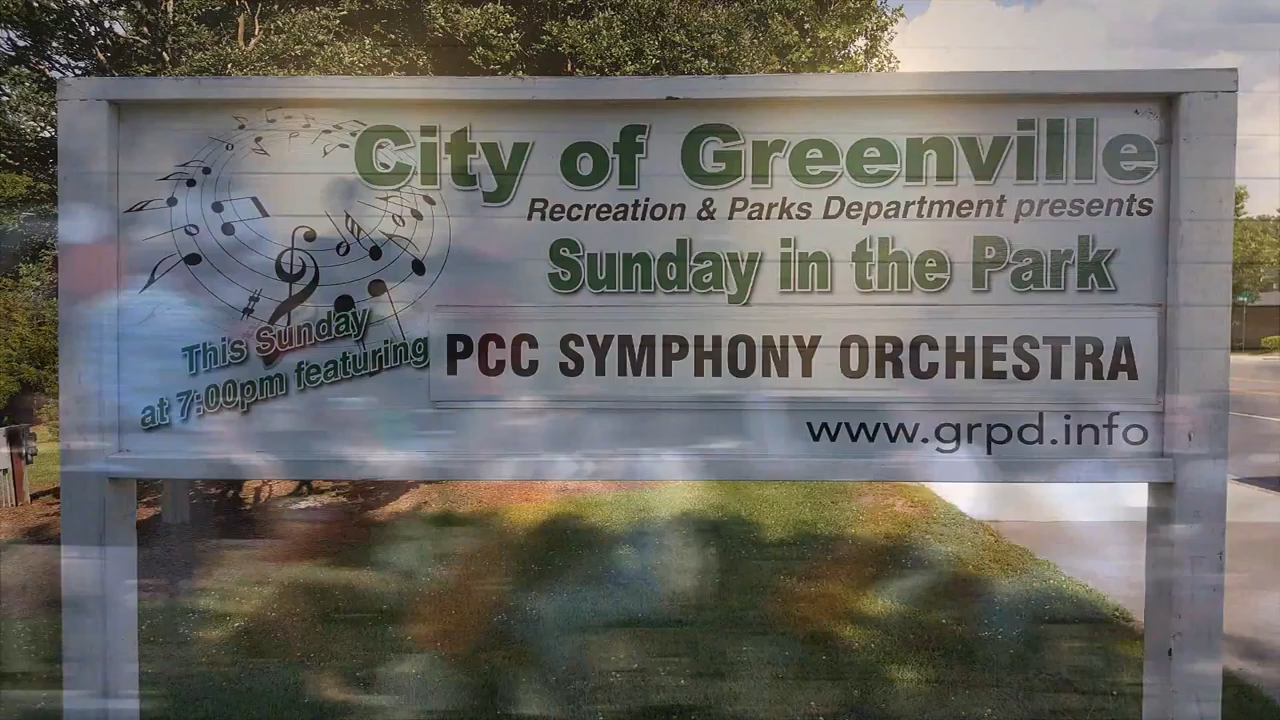 City of Greenville
Recreation & Parks Department presents
Sunday in the Park
This Sunday
at 7:00pm featuring
PCC SYMPHONY ORCHESTRA
www.grpd.info